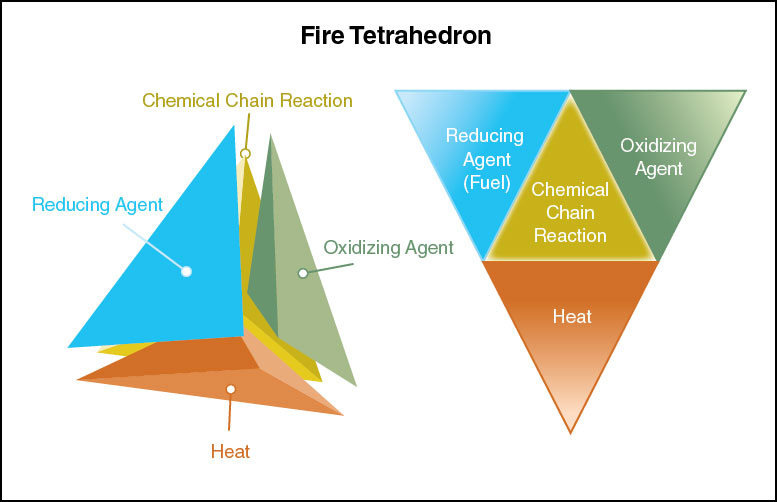 Fire Tetrahedron
Chemical Chain Reaction
Reducing Agent
Oxidizing Agent
Heat
Reducing
Agent
(Fuel)
Chemical
Chain
Reaction
Oxidizing
Agent
Heat